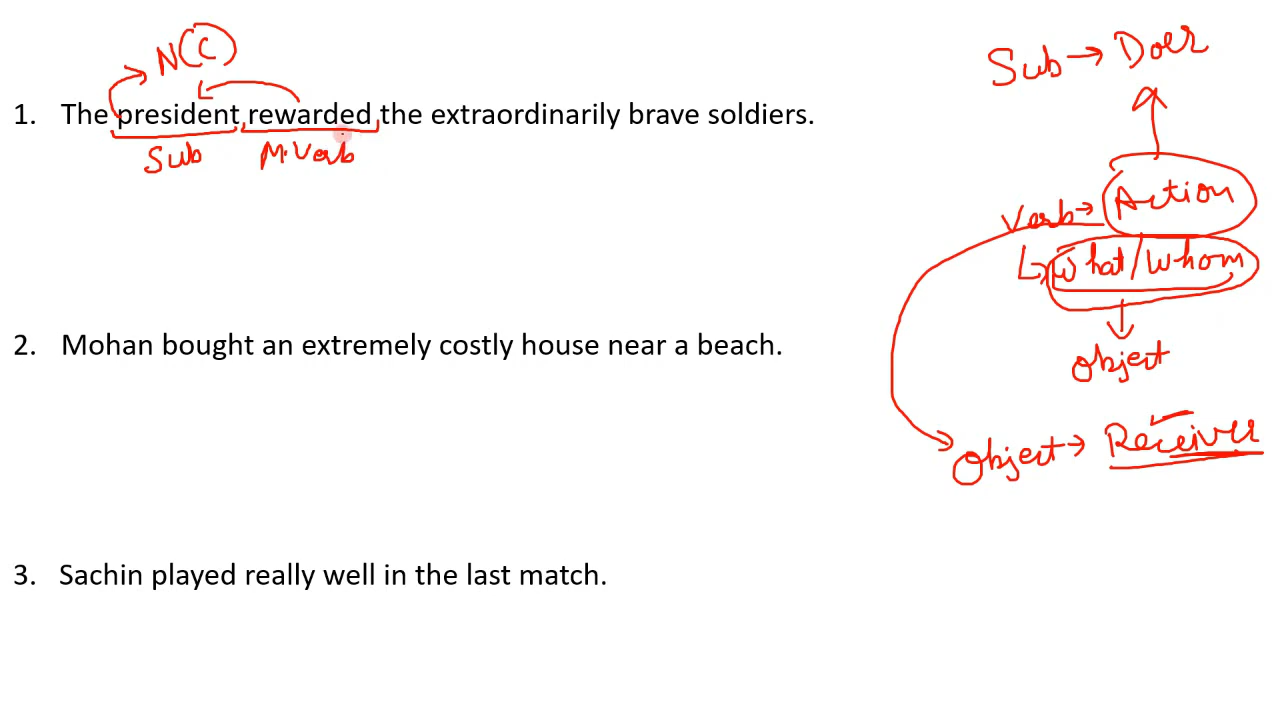 N(C)
Sub → Doer
1. The president rewarded the extraordinarily brave soldiers.
Sub M.Verb
Verb → Action
What/Whom
2. Mohan bought an extremely costly house near a beach.
Object
Object → Receiver
3. Sachin played really well in the last match.